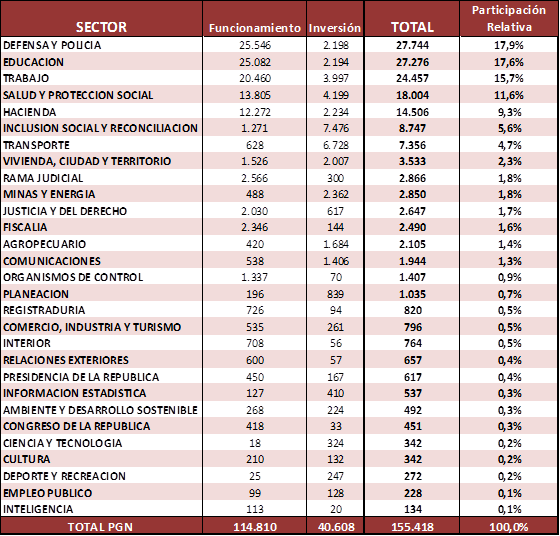 SECTOR Funcionamiento Inversión TOTAL Participación Relativa
DEFENSA Y POLICIA 25.546 2.198 27.744 17,9%
EDUCACION 25.082 2.194 27.276 17,6%
TRABAJO 20.460 3.997 24.457 15,7%
SALUD Y PROTECCION SOCIAL 13.805 4.199 18.004 11,6%
HACIENDA 12.272 2.234 14.506 9,3%
INCLUSION SOCIAL Y RECONCILIACION 1.271 7.476 8.747 5,6%
TRANSPORTE 628 6.728 7.356 4,7%
VIVIENDA, CIUDAD Y TERRITORIO 1.526 2.007 3.533 2,3%
RAMA JUDICIAL 2.566 300 2.866 1,8%
MINAS Y ENERGIA 488 2.362 2.850 1,8%
JUSTICIA Y DEL DERECHO 2.030 617 2.647 1,7%
FISCALIA 2.346 144 2.490 1,6%
AGROPECUARIO 420 1.684 2.105 1,4%
COMUNICACIONES 538 1.406 1.944 1,3%
ORGANISMOS DE CONTROL 1.337 70 1.407 0,9%
PLANEACION 196 839 1.035 0,7%
REGISTRADURIA 726 94 820 0,5%
COMERCIO, INDUSTRIA Y TURISMO 535 261 796 0,5%
INTERIOR 708 56 764 0,5%
RELACIONES EXTERIORES 600 57 657 0,4%
PRESIDENCIA DE LA REPUBLICA 450 167 617 0,4%
INFORMACION ESTADISTICA 127 410 537 0,3%
AMBIENTE Y DESARROLLO SOSTENIBLE 268 224 492 0,3%
CONGRESO DE LA REPUBLICA 418 33 451 0,3%
CIENCIA Y TECNOLOGIA 18 324 342 0,2%
CULTURA 210 132 342 0,2%
DEPORTE Y RECREACION 25 247 272 0,2%
EMPLEO PUBLICO 99 128 228 0,1%
INTELIGENCIA 113 20 134 0,1%
TOTAL PGN 114.810 40.608 155.418 100,0%